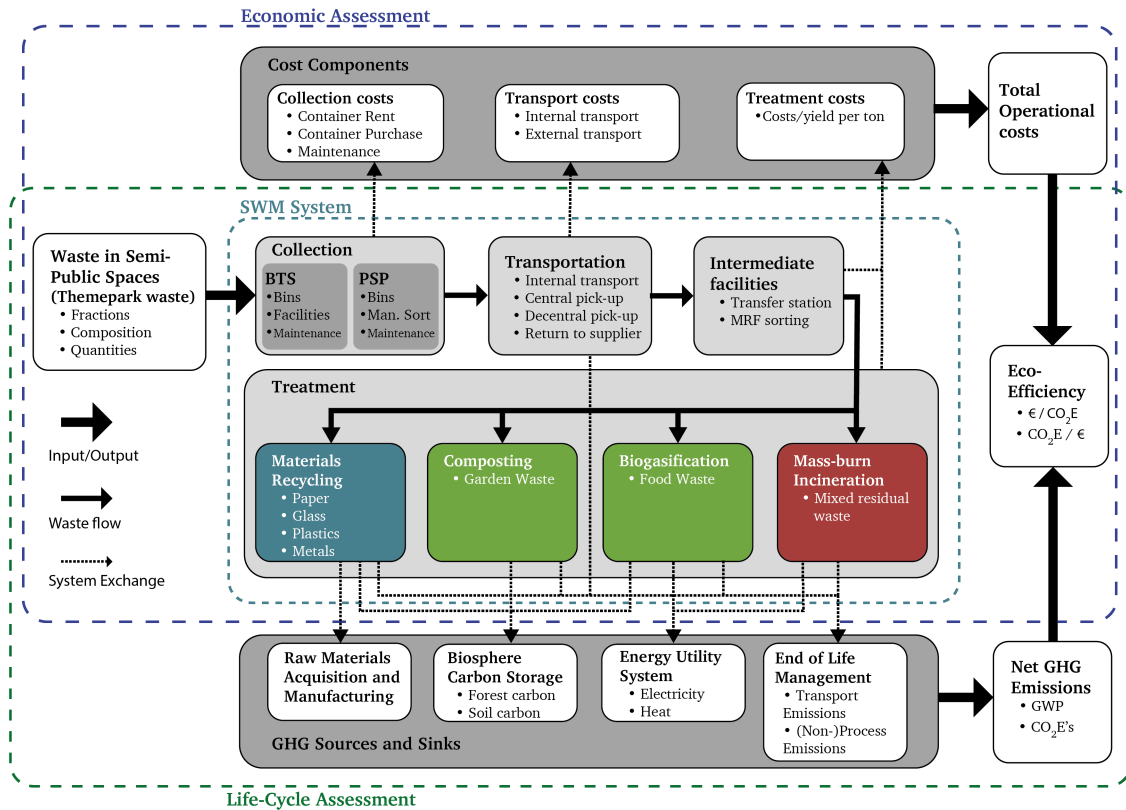 Economic Assessment
Cost Components
Collection costs
• Container Rent
• Container Purchase
• Maintenance
Transport costs
• Internal transport
• External transport
Treatment costs
•Costs/yield per ton
Total
Operational
costs
SWM System
Waste in Semi-
Public Spaces
(Themepark waste)
• Fractions
• Composition
• Quantities
Collection
BTS
•Bins
•Facilities
•Maintenance
PSP
•Bins
•Man. Sort
•Maintenance
Transportation
• Internal transport
• Central pick-up
• Decentral pick-up
• Return to supplier
Intermediate
facilities
• Transfer station
• MRF sorting
Eco-
Efficiency
• € / CO2E
• CO2E / €
Input/Output
Waste flow
System Exchange
Treatment
Materials
Recycling
• Paper
• Glass
• Plastics
• Metals
Composting
• Garden Waste
Biogasification
• Food Waste
Mass-burn
Incineration
• Mixed residual
waste
Raw Materials
Acquisition and
Manufacturing
Biosphere
Carbon Storage
• Forest carbon
• Soil carbon
Energy Utility
System
• Electricity
• Heat
End of Life
Management
• Transport
Emissions
• (Non-)Process
Emissions
GHG Sources and Sinks
Net GHG
Emissions
• GWP
• CO2E's
Life-Cycle Assessment